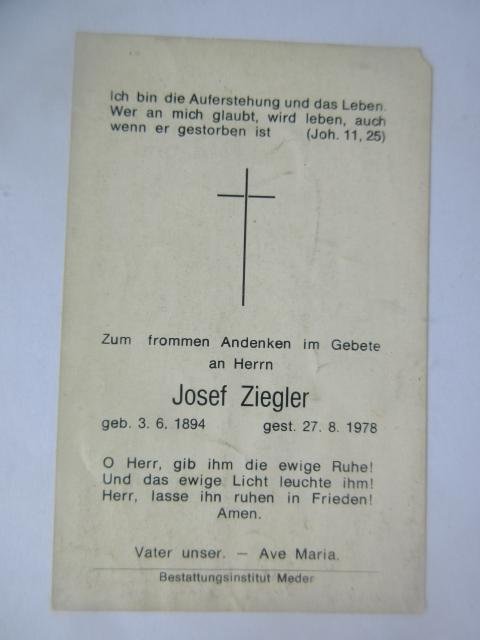 Ich bin die Auferstehung und das Leben.
Wer an mich glaubt, wird leben, auch
wenn er gestorben ist (Joh. 11, 25)
Zum frommen Andenken im Gebete
an Herrn
Josef Ziegler
geb. 3. 6. 1894 gest. 27. 8. 1978
O Herr, gib ihm die ewige Ruhe!
Und das ewige Licht leuchte ihm!
Herr, lasse ihn ruhen in Frieden!
Amen.
Vater unser. – Ave Maria.
Bestattungsinstitut Meder